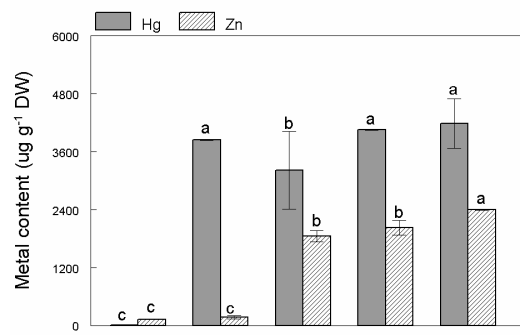 Hg Zn
Metal content (ug g-1 DW)
6000
4800
3600
2400
1200
0
c c
a c
b b
a b
a a